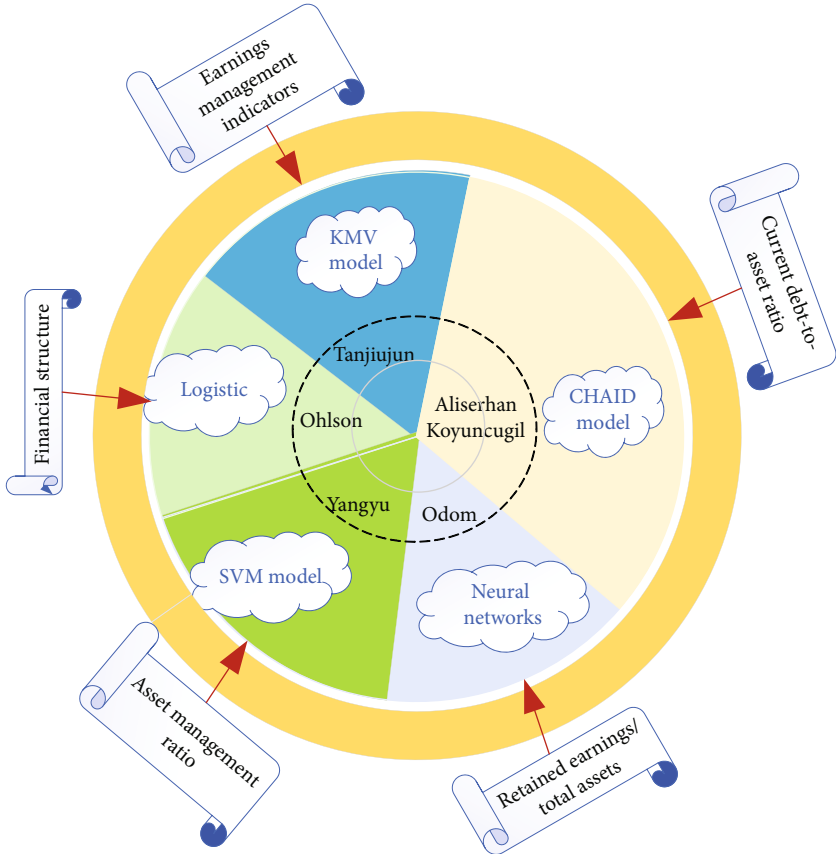 Earnings
management
indicators
KMV
model
Current debt-to-
asset ratio
Tanjiujun
Financial structure
Logistic
Ohlson
Aliserhan
Koyuncugil
CHAID
model
Yangyu
Odom
SVM model
Neural
networks
Asset management
ratio
Retained earnings/
total assets